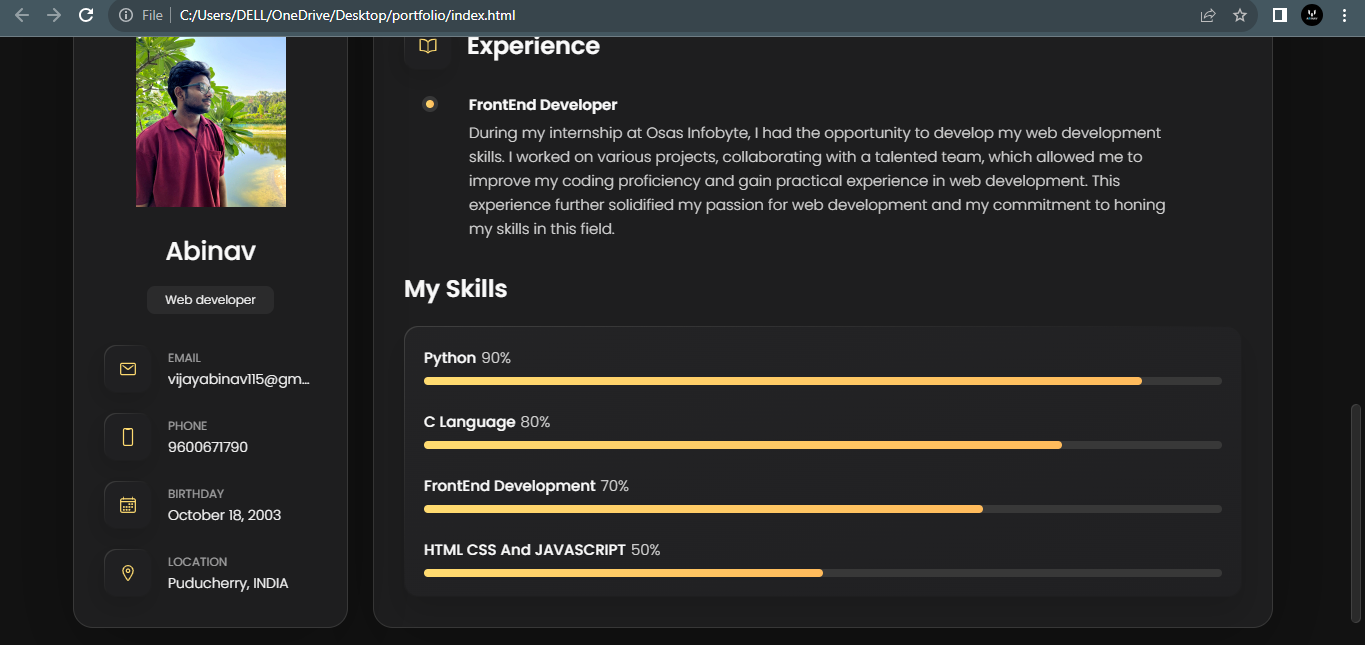 File
C:/Users/DELL/OneDrive/Desktop/portfolio/index.html
Abinav
Web developer
EMAIL
vijayabinav115@gm...
PHONE
9600671790
BIRTHDAY
October 18, 2003
LOCATION
Puducherry, INDIA
Experience
FrontEnd Developer
During my internship at Osas Infobyte, I had the opportunity to develop my web development
skills. I worked on various projects, collaborating with a talented team, which allowed me to
improve my coding proficiency and gain practical experience in web development. This
experience further solidified my passion for web development and my commitment to honing
my skills in this field.
My Skills
Python 90%
C Language 80%
FrontEnd Development 70%
HTML CSS And JAVASCRIPT 50%